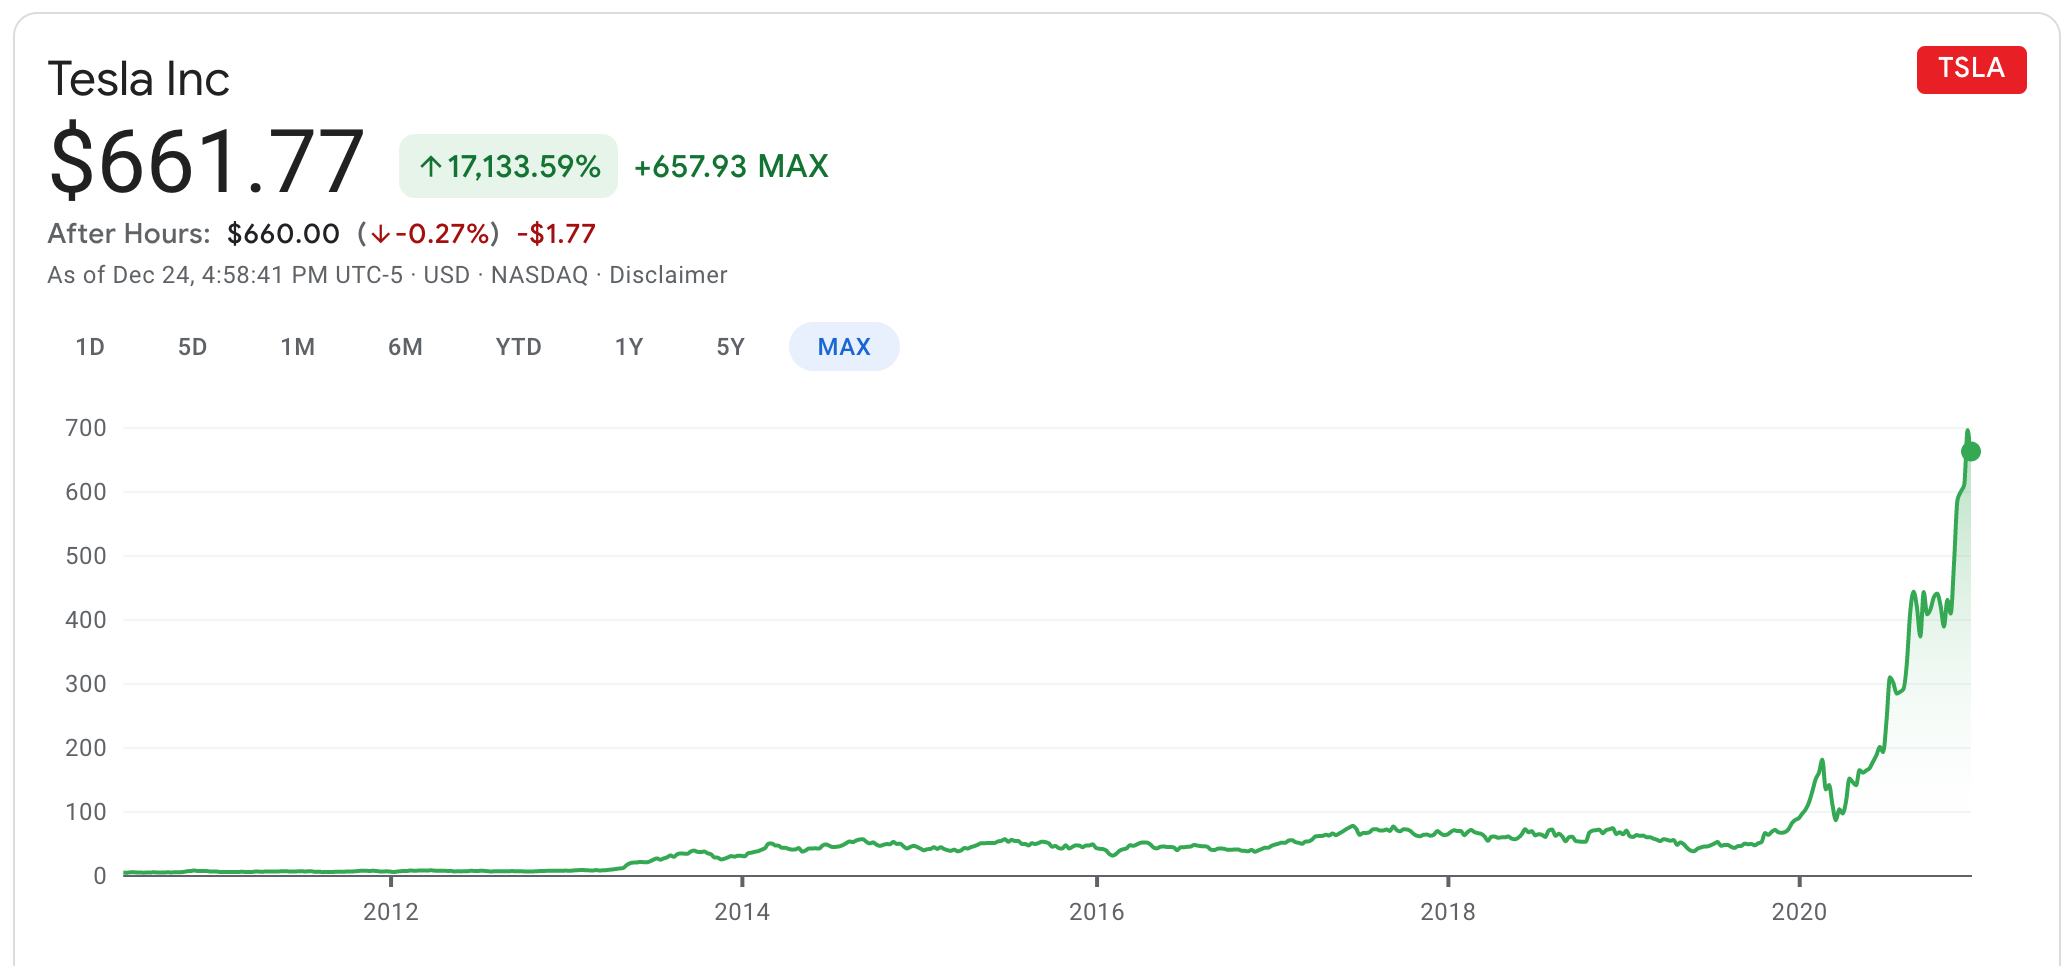 Tesla Inc
TSLA
$661.77 ↑17,133.59% +657.93 MAX
After Hours: $660.00 (↓-0.27%) -$1.77
As of Dec 24, 4:58:41 PM UTC-5 · USD · NASDAQ · Disclaimer
1D 5D 1M 6M YTD 1Y 5Y MAX
700
600
500
400
300
200
100
0
2012 2014 2016 2018 2020